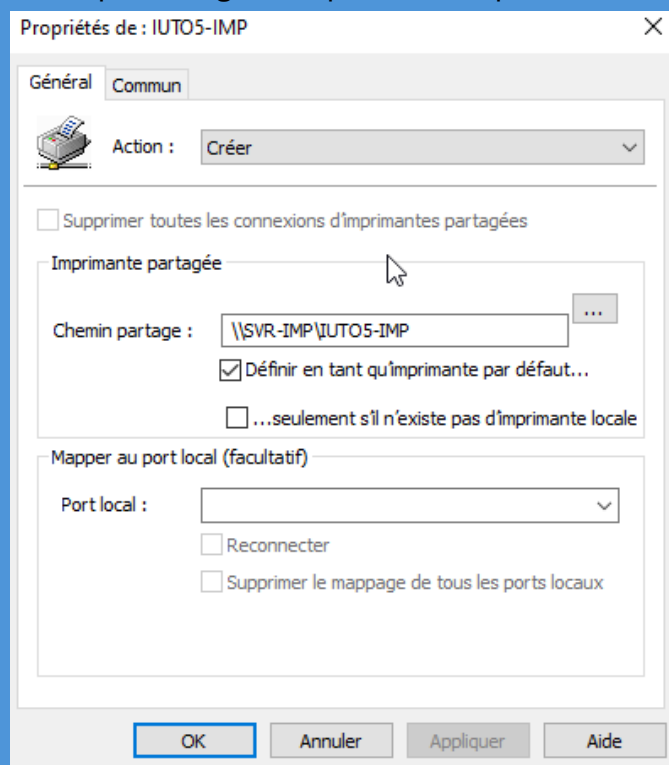 Propriétés de : IUTO5-IMP
Général
Commun
Action :
Créer
Supprimer toutes les connexions d'imprimantes partagées
Imprimante partagée
...
Chemin partage :
\\SVR-IMP\IUTO5-IMP
Définir en tant qu'imprimante par défaut...
...seulement s'il n'existe pas d'imprimante locale
Mapper au port local (facultatif)
Port local :
Reconnecter
Supprimer le mappage de tous les ports locaux
OK
Annuler
Appliquer
Aide